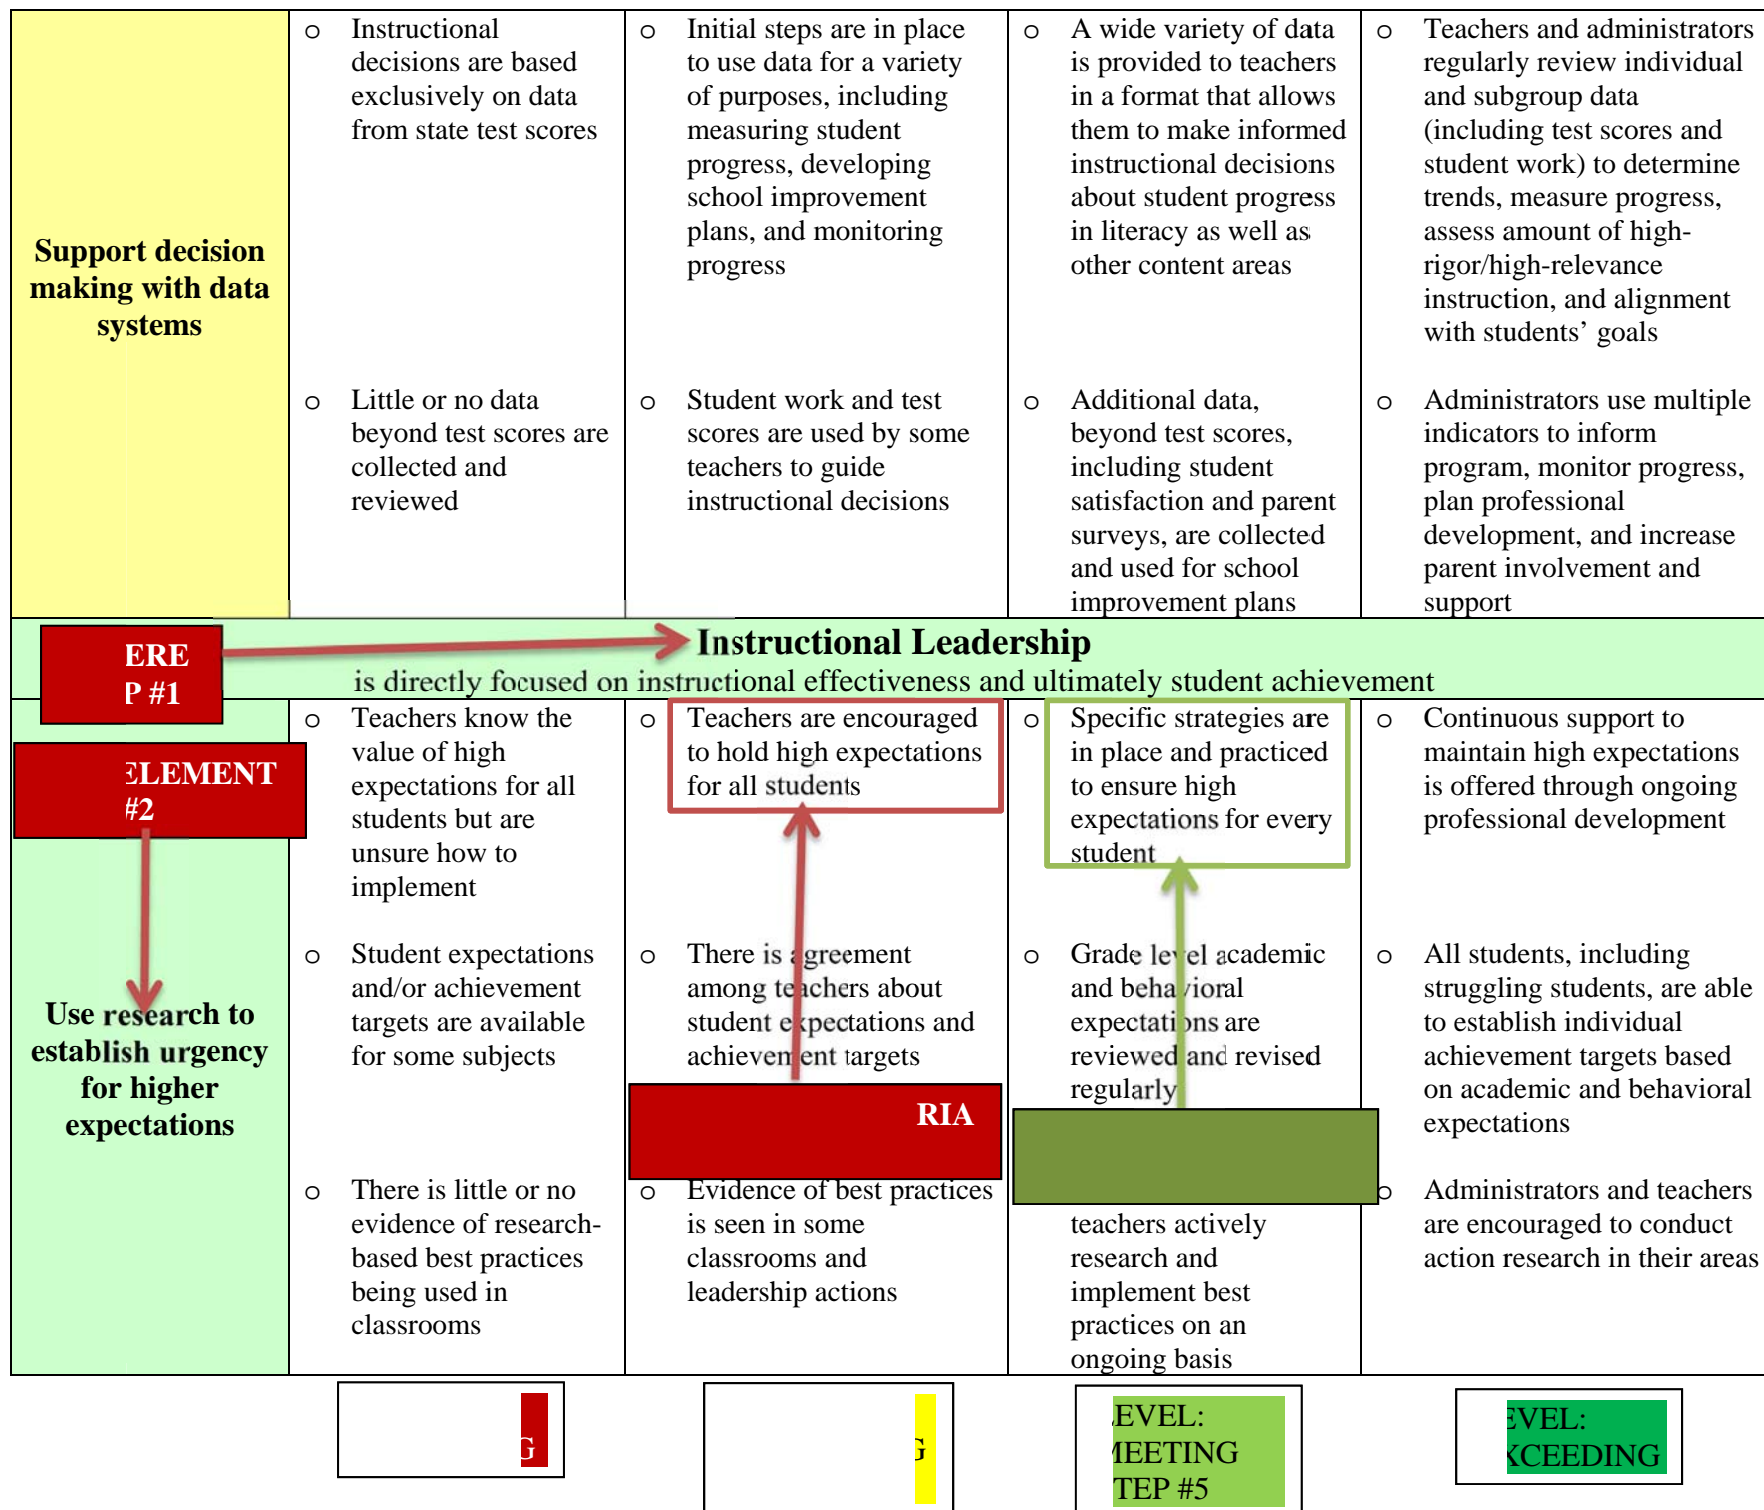 Support decision
making with data
systems
o Instructional
decisions are based
exclusively on data
from state test scores
o Little or no data
beyond test scores are
collected and
reviewed
o Initial steps are in place
to use data for a variety
of purposes, including
measuring student
progress, developing
school improvement
plans, and monitoring
progress
o Student work and test
scores are used by some
teachers to guide
instructional decisions
o A wide variety of data
is provided to teachers
in a format that allows
them to make informed
instructional decisions
about student progress
in literacy as well as
other content areas
o Additional data,
beyond test scores,
including student
satisfaction and parent
surveys, are collected
and used for school
improvement plans
o Teachers and administrators
regularly review individual
and subgroup data
(including test scores and
student work) to determine
trends, measure progress,
assess amount of high-
rigor/high-relevance
instruction, and alignment
with students’ goals
o Administrators use multiple
indicators to inform
program, monitor progress,
plan professional
development, and increase
parent involvement and
support
ERE
P #1
Instructional Leadership
is directly focused on instructional effectiveness and ultimately student achievement
ELEMENT
#2
Use research to
establish urgency
for higher
expectations
o Teachers know the
value of high
expectations for all
students but are
unsure how to
implement
o Student expectations
and/or achievement
targets are available
for some subjects
o There is little or no
evidence of research-
based best practices
being used in
classrooms
o Teachers are encouraged
to hold high expectations
for all students
o There is agreement
among teachers about
student expectations and
achievement targets
RIA
o Evidence of best practices
is seen in some
classrooms and
leadership actions
o Specific strategies are
in place and practiced
to ensure high
expectations for every
student
o Grade level academic
and behavioral
expectations are
reviewed and revised
regularly
teachers actively
research and
implement best
practices on an
ongoing basis
o Continuous support to
maintain high expectations
is offered through ongoing
professional development
o All students, including
struggling students, are able
to establish individual
achievement targets based
on academic and behavioral
expectations
o Administrators and teachers
are encouraged to conduct
action research in their areas
G
G
EVEL:
MEETING
TEP #5
EVEL:
XCEEDING